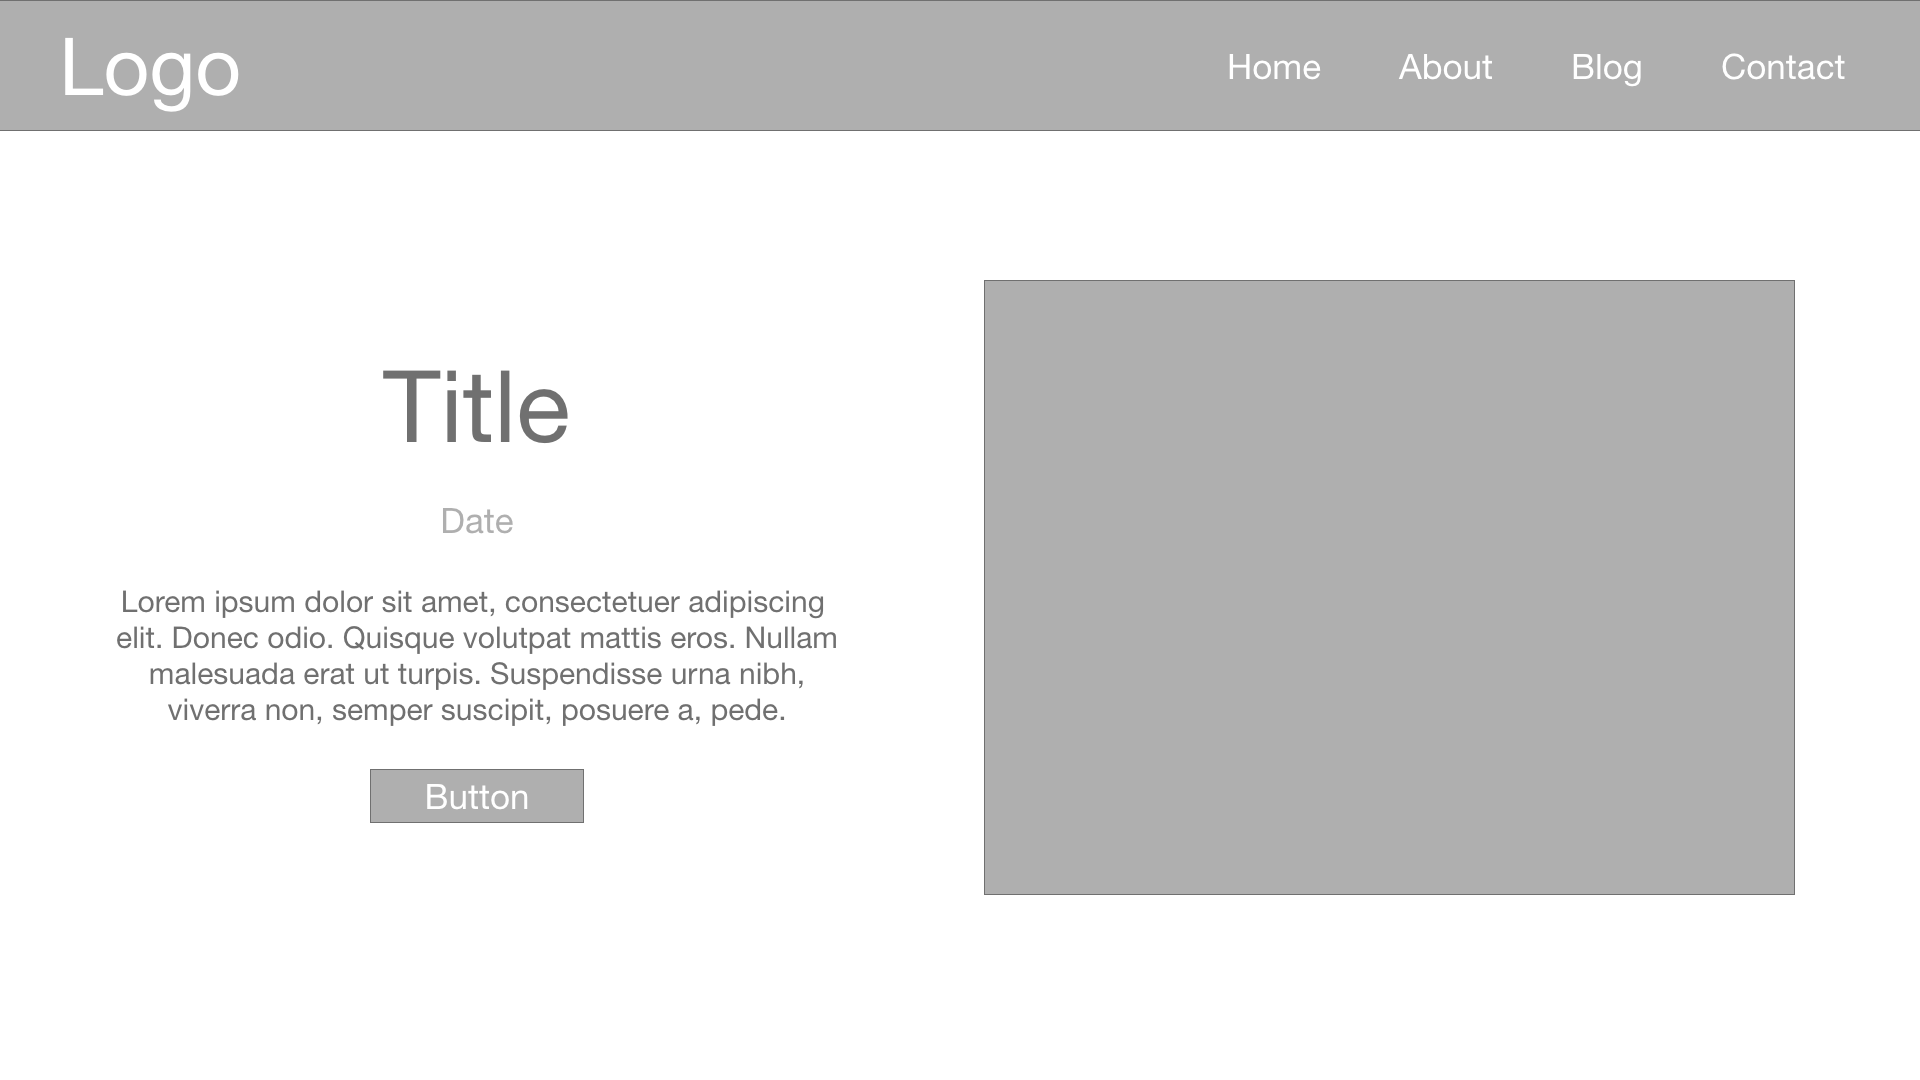 Logo
Home About Blog Contact
Title
Date
Lorem ipsum dolor sit amet, consectetuer adipiscing
elit. Donec odio. Quisque volutpat mattis eros. Nullam
malesuada erat ut turpis. Suspendisse urna nibh,
viverra non, semper suscipit, posuere a, pede.
Button